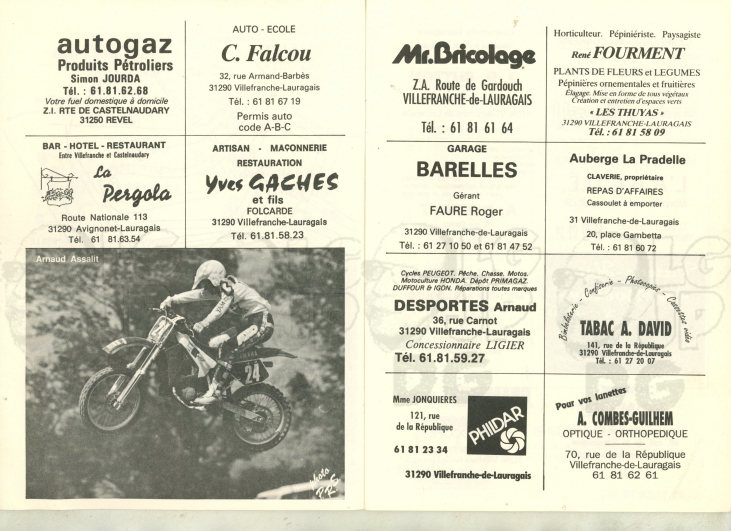 autogaz
Produits Pétroliers
Simon JOURDA
Tél. : 61.81.62.68
Votre fuel domestique à domicile
Z.I. RTE DE CASTELNAUDARY
31250 REVEL
AUTO - ECOLE
C. Falcou
32, rue Armand-Barbès
31290 Villefranche-Lauragais
Tél. : 61 81 67 19
Permis auto
code A-B-C
BAR - HOTEL - RESTAURANT
Entre Villefranche et Castelnaudary
La
Pergola
Route Nationale 113
31290 Avignonet-Lauragais
Tél. 61 81.63.54
ARTISAN - MAÇONNERIE
RESTAURATION
Yves GACHES
et fils
FOLCARDE
31290 Villefranche-Lauragais
Tél. 61.81.58.23
Arnaud Assalit
YAMAHA
24
Photo
Mr.Bricolage
Z.A. Route de Gardouch
VILLEFRANCHE-de-LAURAGAIS
Tél. : 61 81 61 64
Horticulteur. Pépiniériste. Paysagiste
René FOURMENT
PLANTS DE FLEURS et LEGUMES
Pépinières ornementales et fruitières
Étagage. Mise en forme de tous végétaux
Création et entretien d'espaces verts
« LES THUYAS »
31290 VILLEFRANCHE-LAURAGAIS
Tél. : 61 81 58 09
GARAGE
BARELLES
Gérant
FAURE Roger
31290 Villefranche-de-Lauragais
Tél. : 61 27 10 50 et 61 81 47 52
Auberge La Pradelle
CLAVERIE, propriétaire
REPAS D'AFFAIRES
Cassoulet à emporter
31 Villefranche-de-Lauragais
20, place Gambetta
Tél. : 61 81 60 72
Cycles PEUGEOT. Pêche. Chasse. Motos.
Motoculture HONDA. Dépôt PRIMAGAZ.
DUFFOUR & IGON. Réparations toutes marques
DESPORTES Arnaud
36, rue Carnot
31290 Villefranche-Lauragais
Concessionnaire LIGIER
Tél. 61.81.59.27
Bimbeloterie - Confiserie - Photocopies - Cassettes vidéo
TABAC A. DAVID
141, rue de la République
31290 Villefranche-de-Lauragais
Tél. : 61 27 20 07
Mme JONQUIERES
121, rue
de la République
61 81 23 34
PHILDAR
31290 Villefranche-de-Lauragais
Pour vos lunettes
A. COMBES-GUILHEM
OPTIQUE - ORTHOPEDIQUE
70, rue de la République
Villefranche-de-Lauragais
61 81 62 61